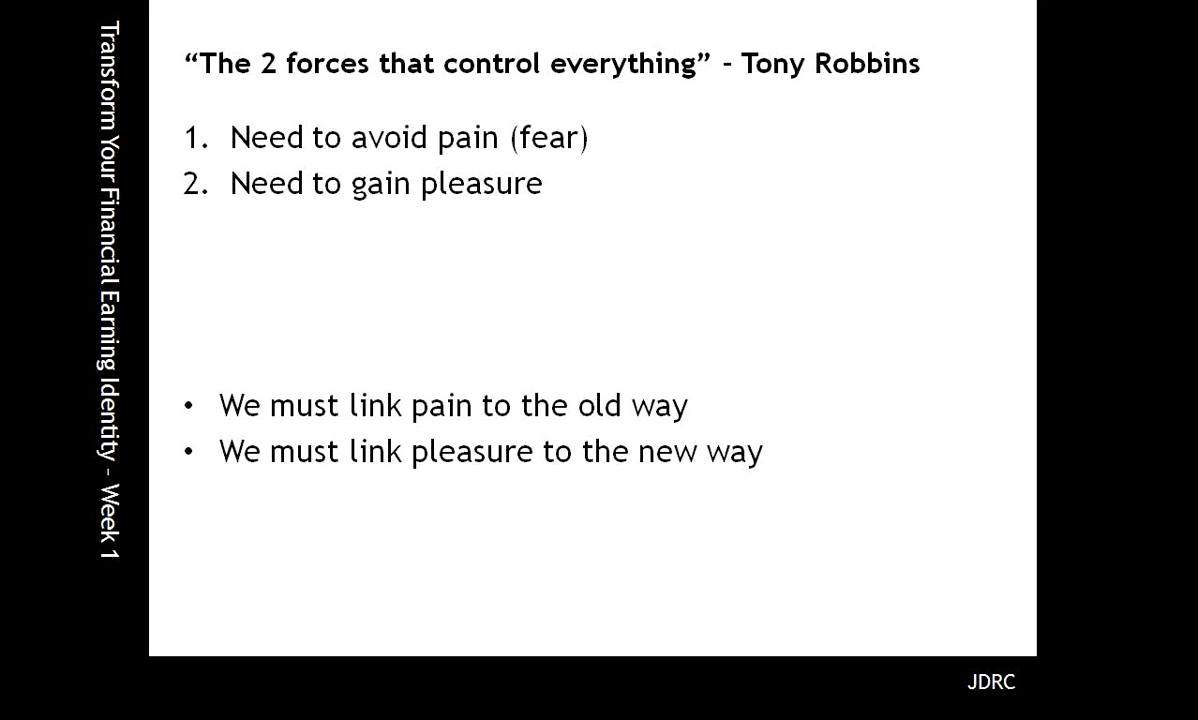 Transform Your Financial Earning Identity - Week 1
“The 2 forces that control everything” - Tony Robbins
1. Need to avoid pain (fear)
2. Need to gain pleasure
• We must link pain to the old way
• We must link pleasure to the new way
JDRC